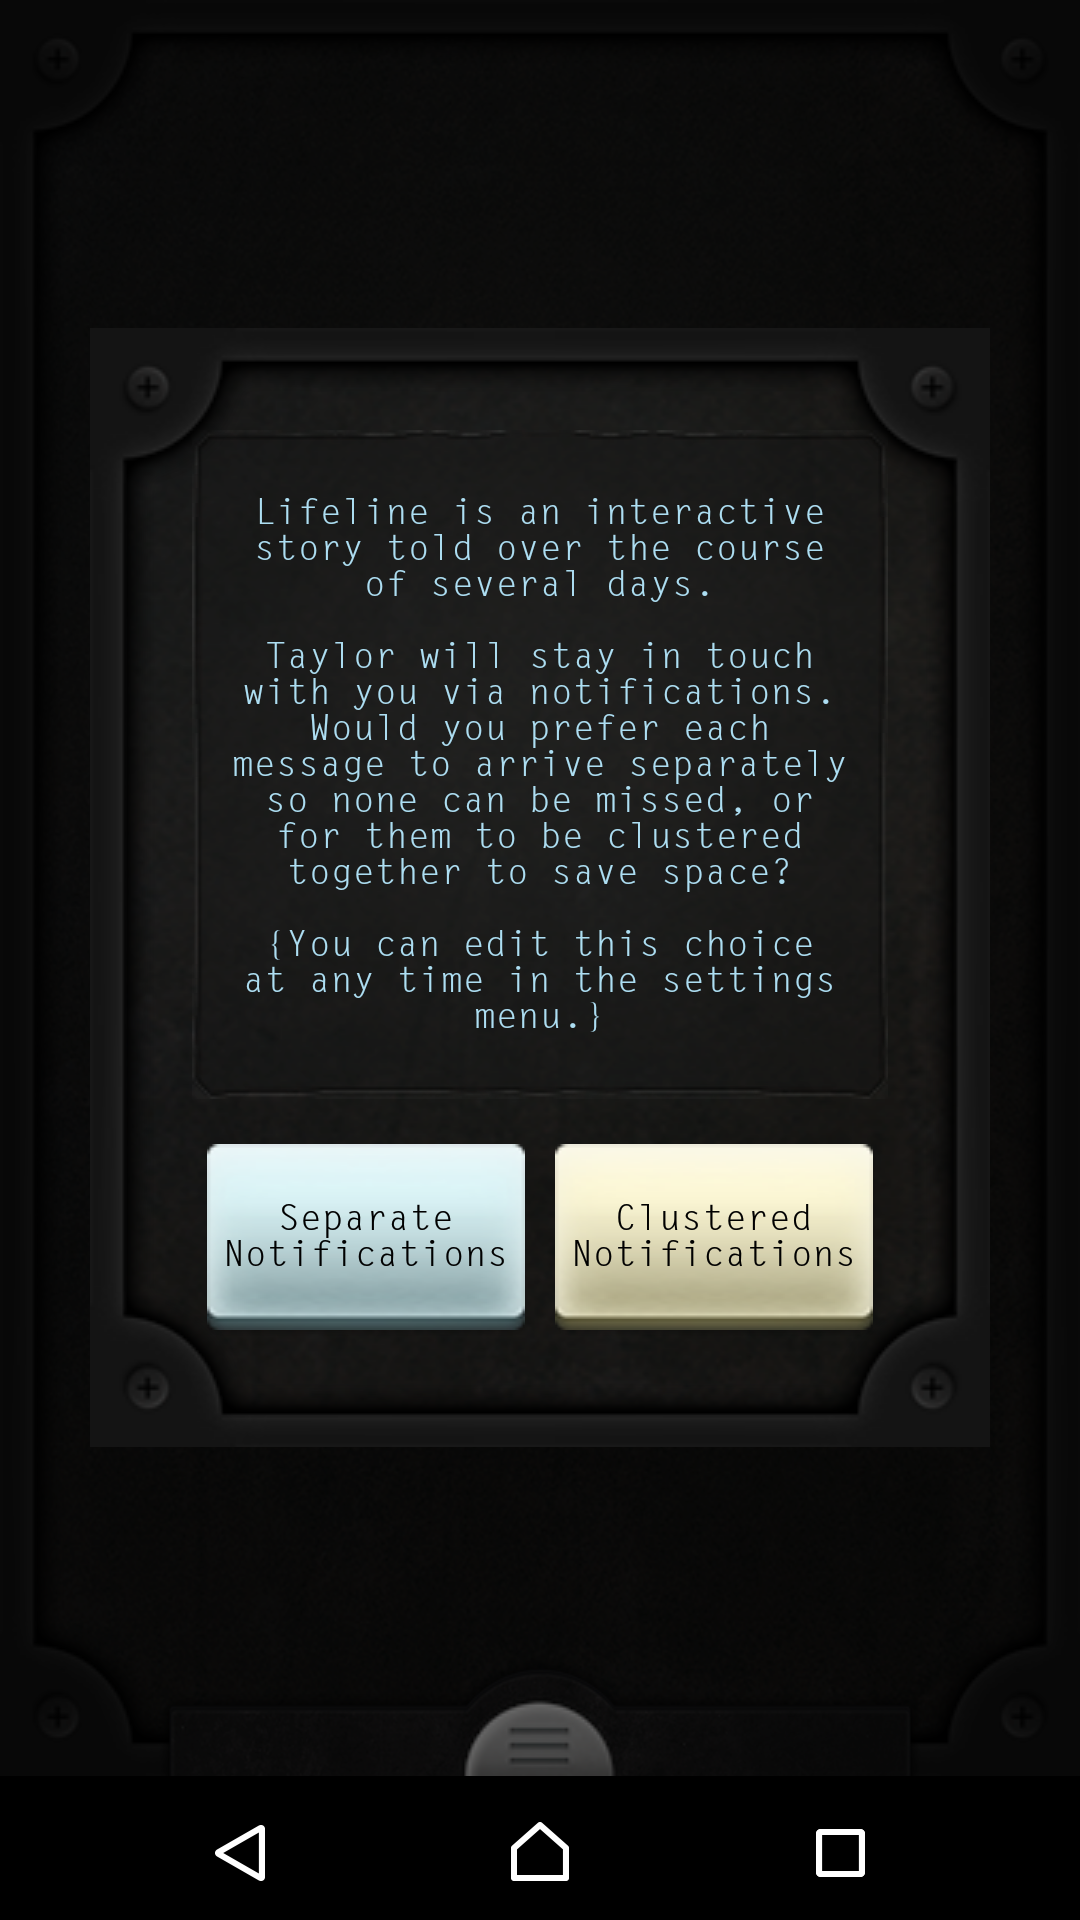 Lifeline is an interactive
story told over the course
of several days.
Taylor will stay in touch
with you via notifications.
Would you prefer each
message to arrive separately
so none can be missed, or
for them to be clustered
together to save space?
{You can edit this choice
at any time in the settings
menu.}
Separate
Notifications
Clustered
Notifications